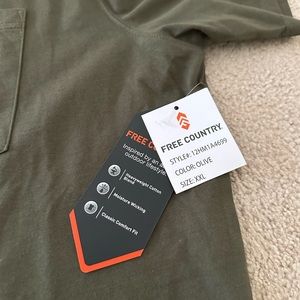 FREE COUNTRY.
STYLE#: 12HM1A4699
COLOR: OLIVE
SIZE: XXL
FREE COU
Inspired by an a
outdoor lifestyle
Heavyweight Cotton
Blend
Moisture Wicking
Classic Comfort Fit